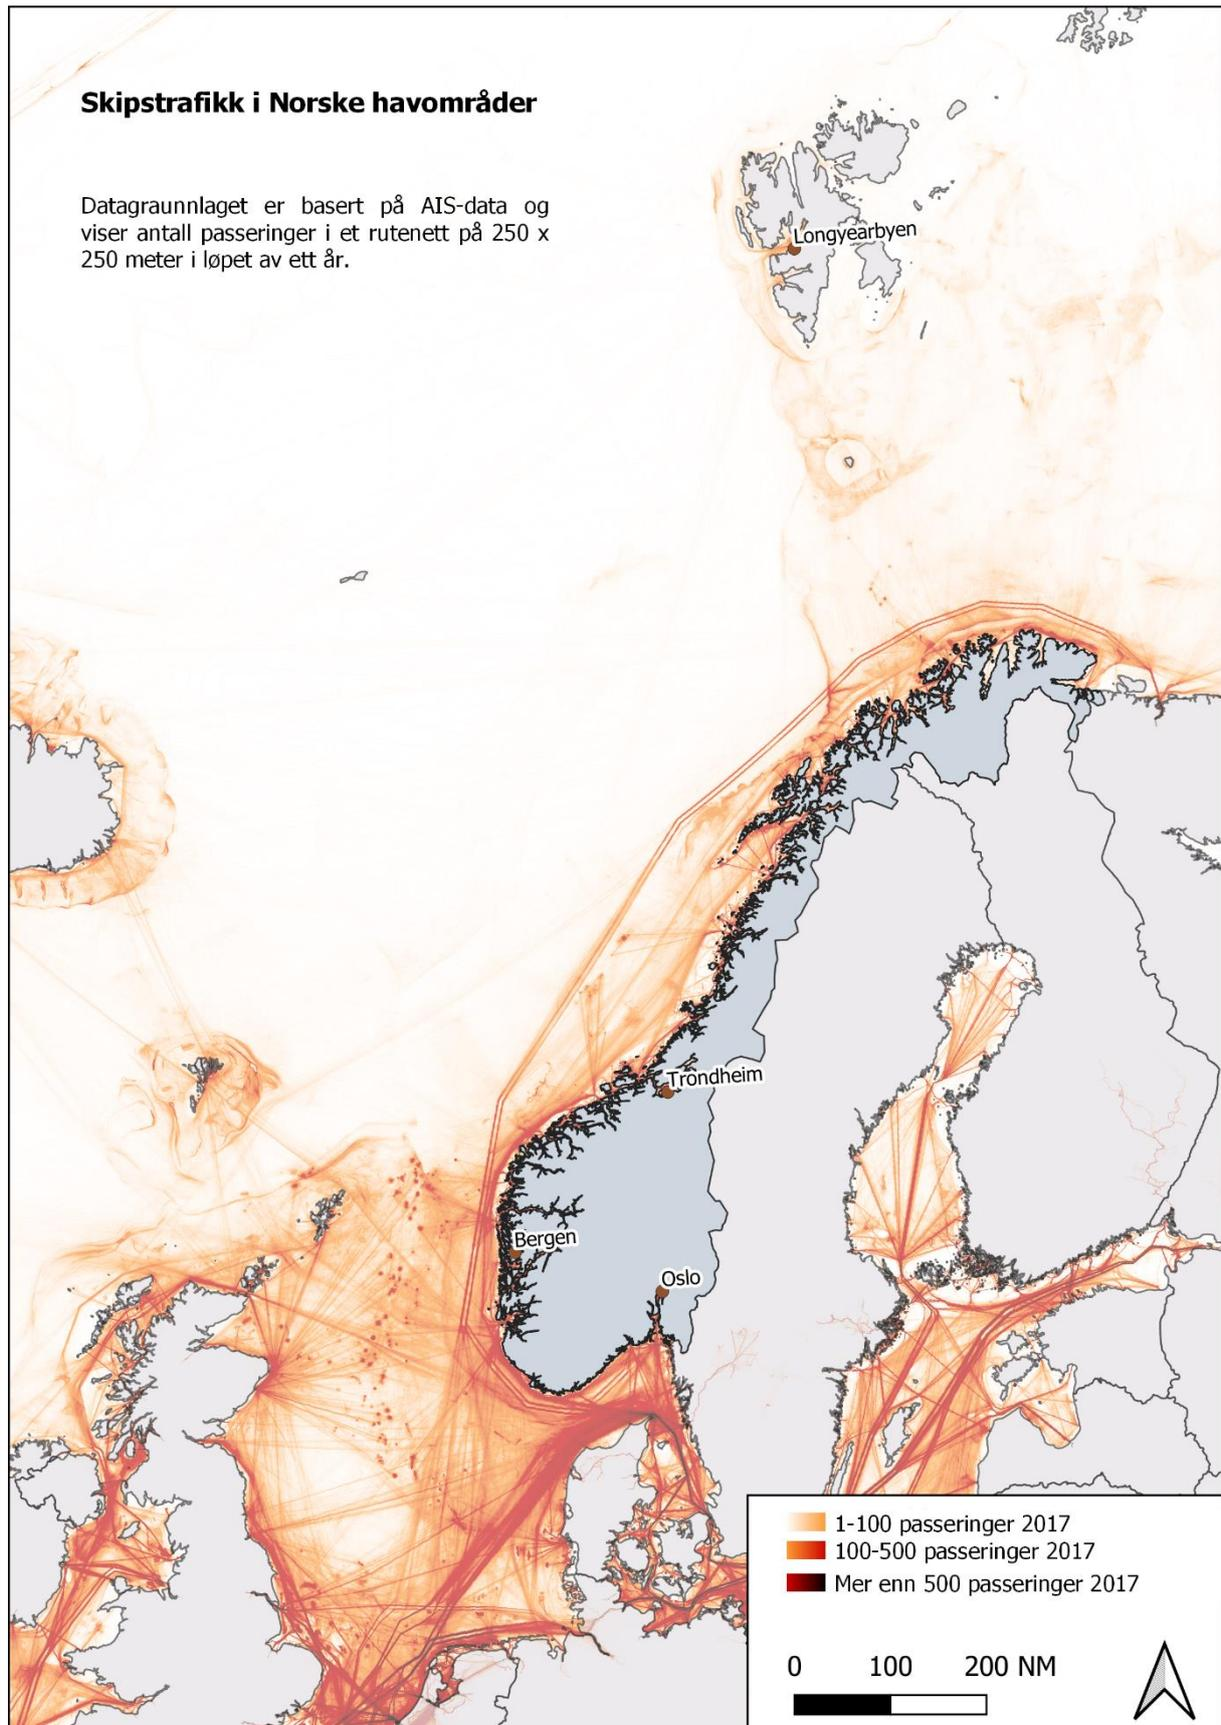 Skipstrafikk i Norske havområder
Datagraunnlaget er basert på AIS-data og
viser antall passeringer i et rutenett på 250 x
250 meter i løpet av ett år.
Longyearbyen
Trondheim
Bergen
Oslo
1-100 passeringer 2017
100-500 passeringer 2017
Mer enn 500 passeringer 2017
0 100 200 NM